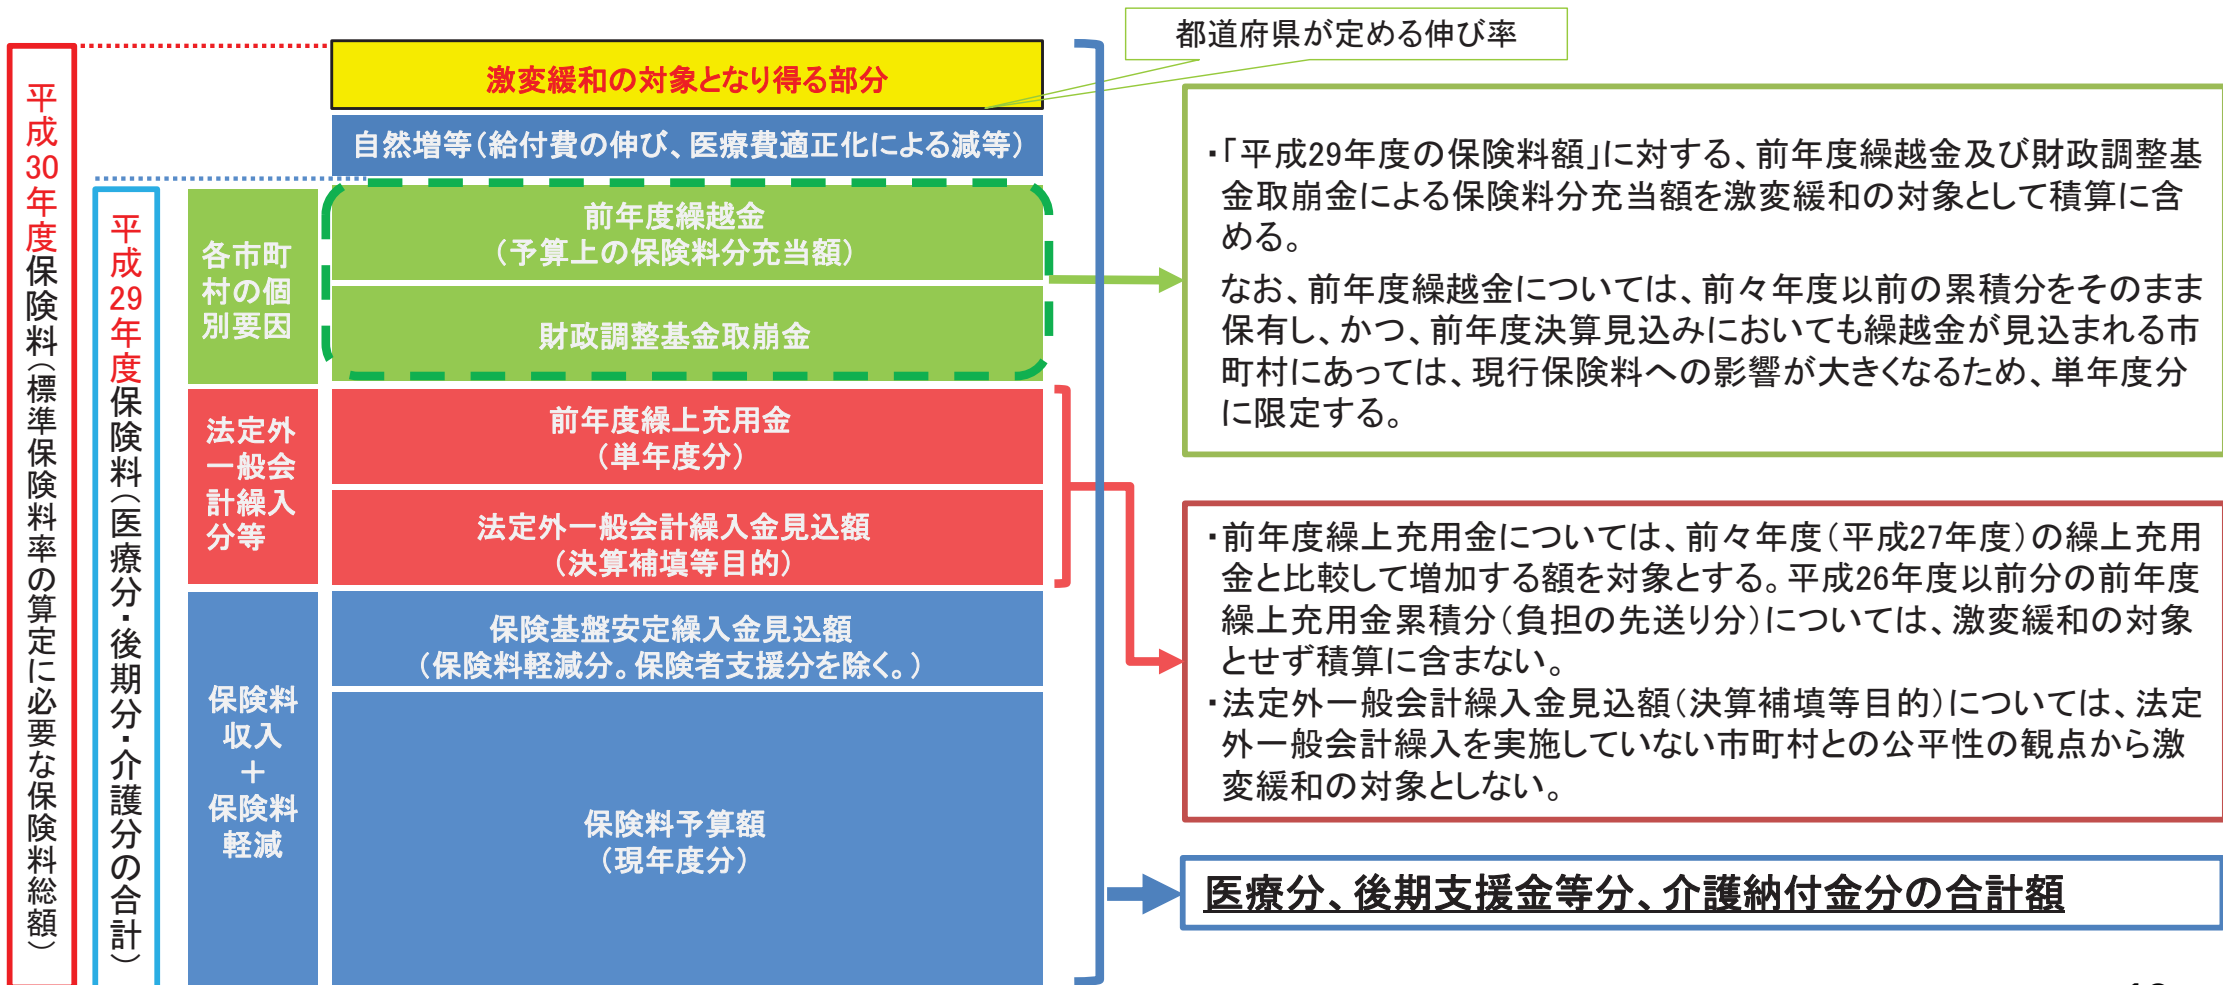 都道府県が定める伸び率
平成30年度保険料（標準保険料率の算定に必要な保険料総額）
平成29年度保険料（医療分・後期分・介護分の合計）
激変緩和の対象となり得る部分
自然増等（給付費の伸び、医療費適正化による減等）
各市町
村の個
別要因
前年度繰越金
（予算上の保険料分充当額）
財政調整基金取崩金
法定外
一般会
計繰入
分等
前年度繰上充用金
（単年度分）
法定外一般会計繰入金見込額
（決算補填等目的）
保険料
収入
＋
保険料
軽減
保険基盤安定繰入金見込額
（保険料軽減分。保険者支援分を除く。）
保険料予算額
（現年度分）
・「平成29年度の保険料額」に対する、前年度繰越金及び財政調整基
金取崩金による保険料分充当額を激変緩和の対象として積算に含
める。
なお、前年度繰越金については、前々年度以前の累積分をそのまま
保有し、かつ、前年度決算見込みにおいても繰越金が見込まれる市
町村にあっては、現行保険料への影響が大きくなるため、単年度分
に限定する。
・前年度繰上充用金については、前々年度（平成27年度）の繰上充用
金と比較して増加する額を対象とする。平成26年度以前分の前年度
繰上充用金累積分（負担の先送り分）については、激変緩和の対象
とせず積算に含まない。
・法定外一般会計繰入金見込額（決算補填等目的）については、法定
外一般会計繰入を実施していない市町村との公平性の観点から激
変緩和の対象としない。
医療分、後期支援金等分、介護納付金分の合計額